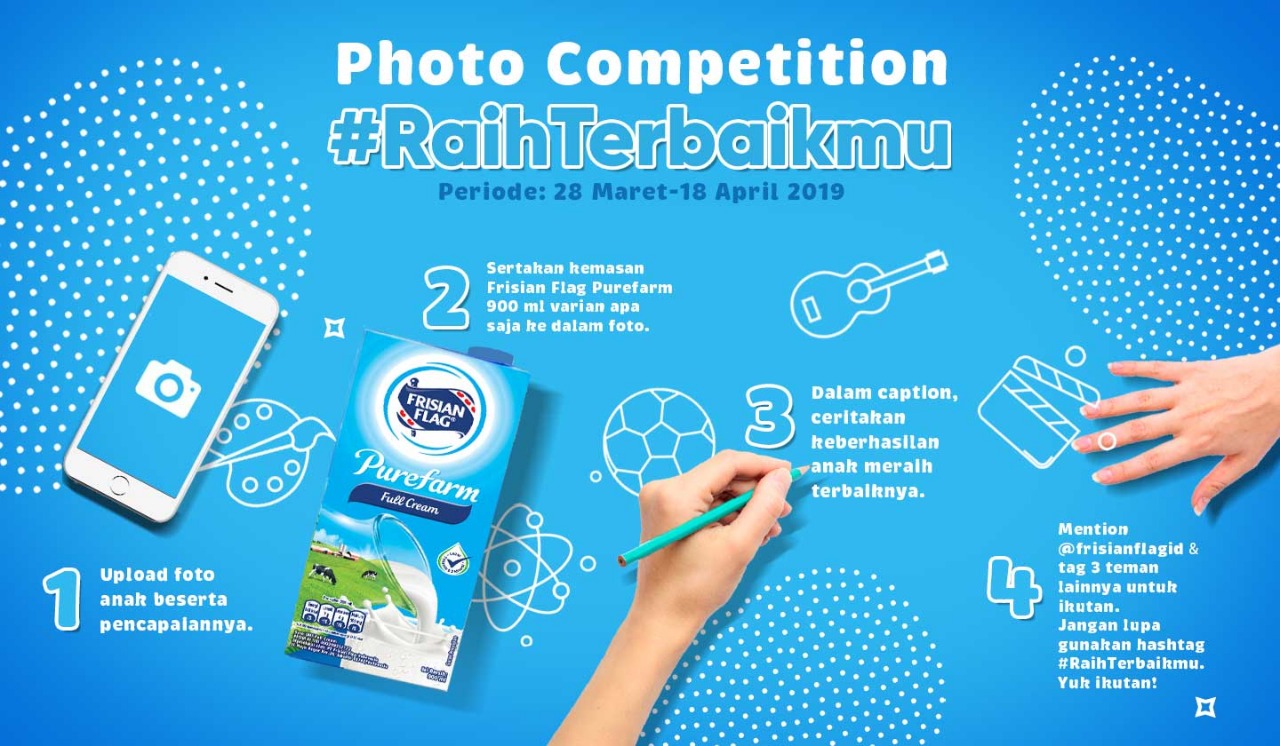 Photo Competition
#RaihTerbaikmu
Periode: 28 Maret-18 April 2019
1
Upload foto
anak beserta
pencapaiannya.
2
Sertakan kemasan
Frisian Flag Purefarm
900 ml varian apa
saja ke dalam foto.
FRISIAN
FLAG
Purefarm
Full Cream
3
Dalam caption,
ceritakan
keberhasilan
anak meraih
terbaiknya.
4
Mention
@frisianflagid &
tag 3 teman
lainnya untuk
ikutan.
Jangan lupa
gunakan hashtag
#RaihTerbaikmu.
Yuk ikutan!